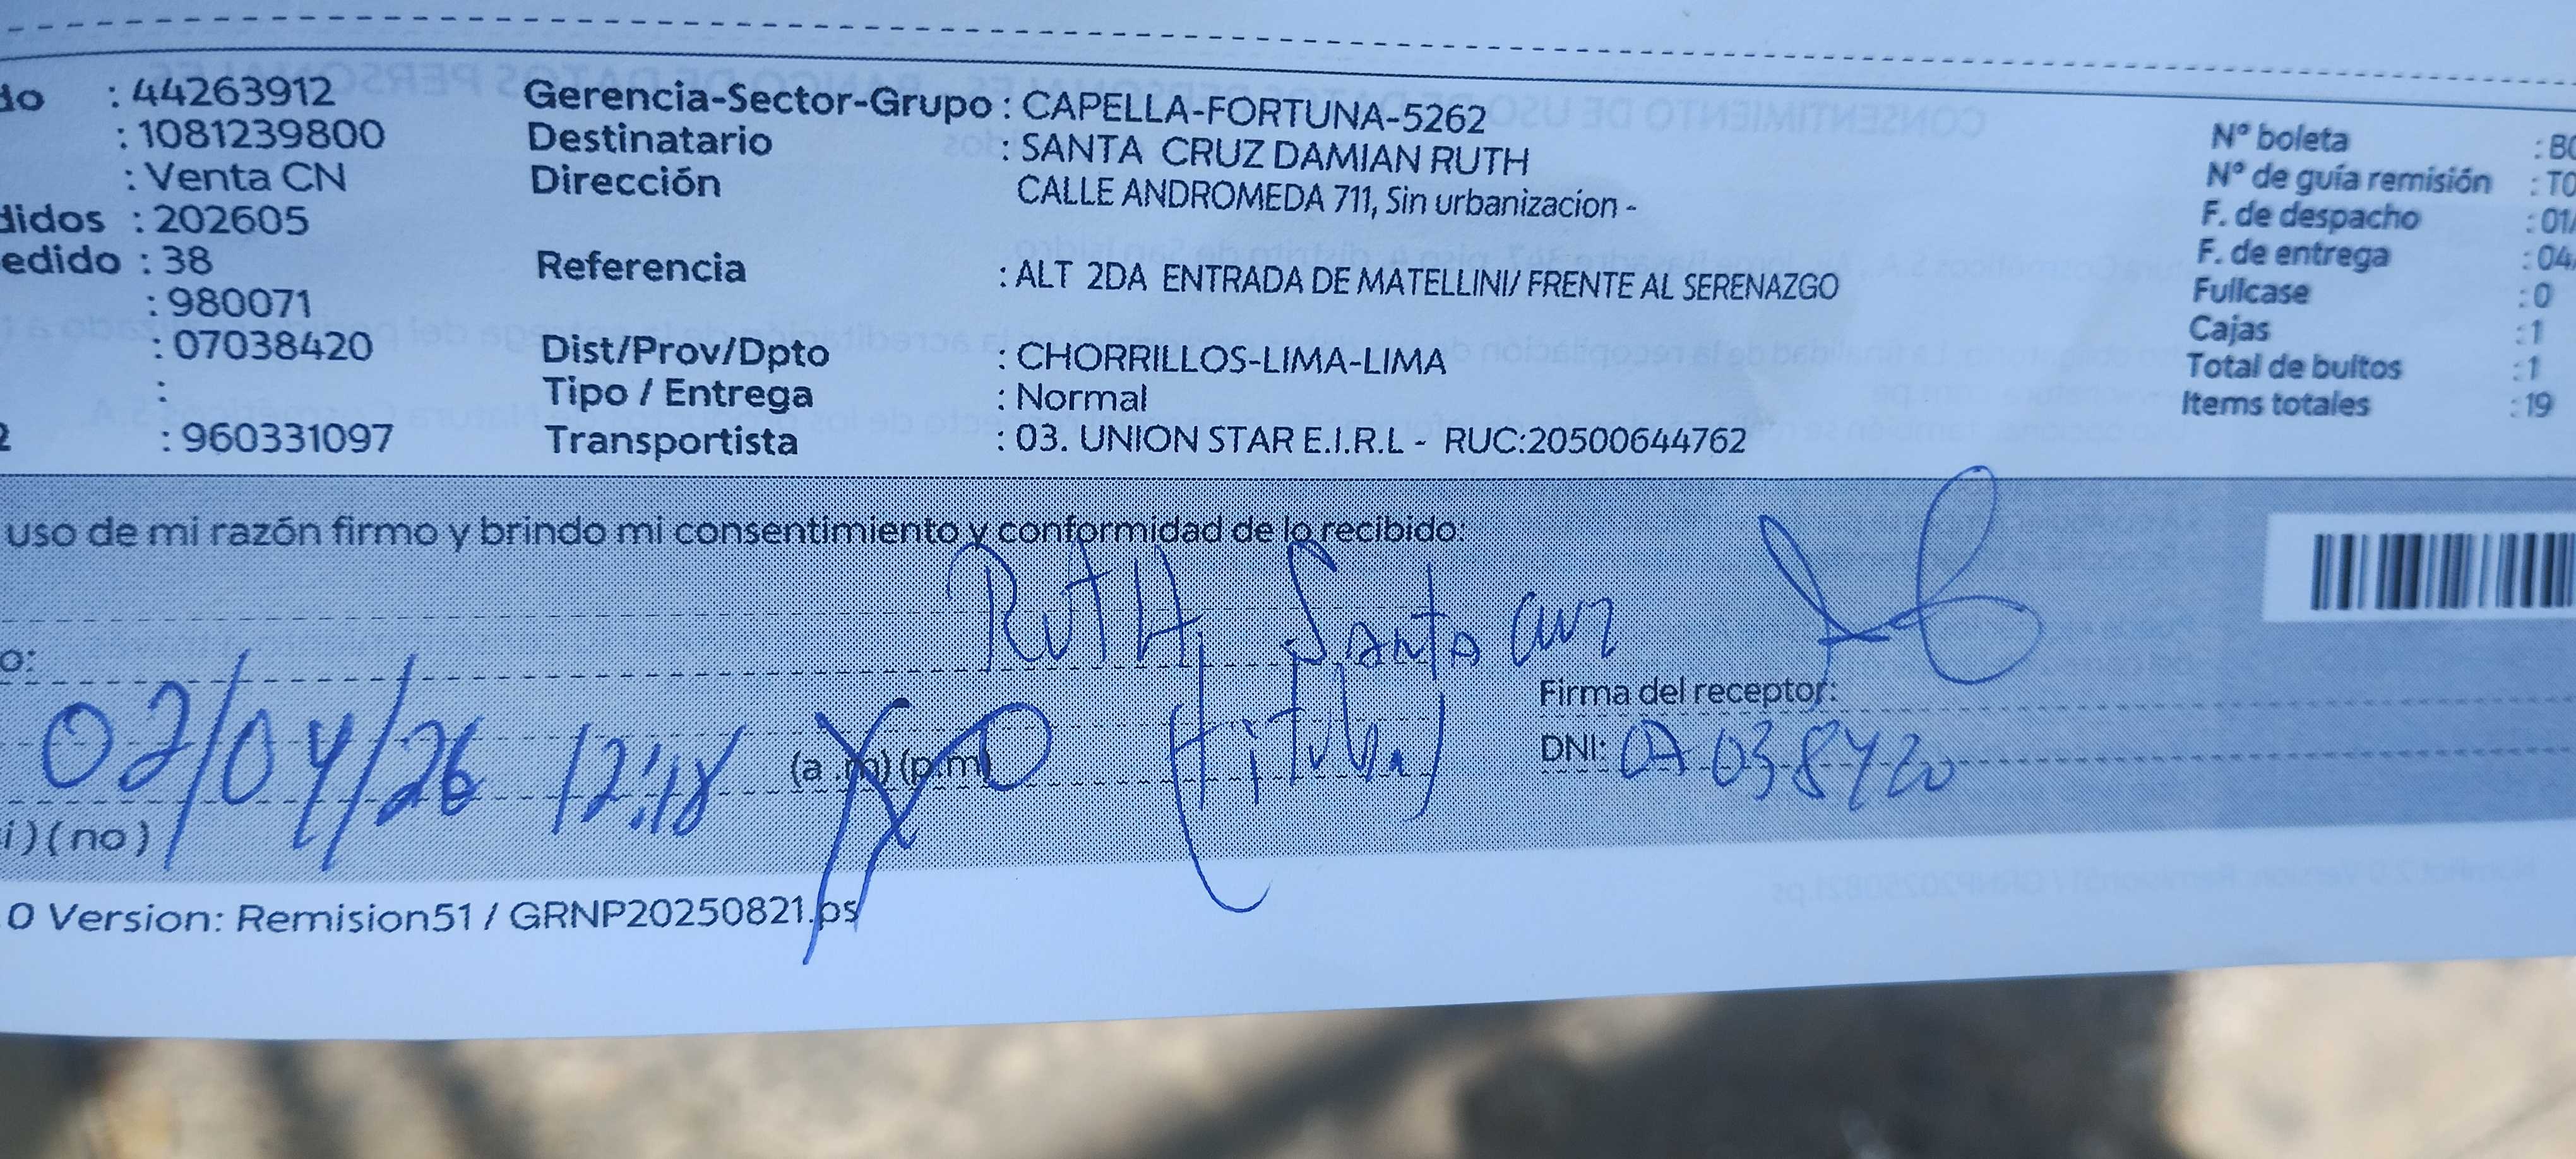 do : 44263912 Gerencia-Sector-Grupo : CAPELLA-FORTUNA-5262 N° boleta : B0
: 1081239800 Destinatario : SANTA CRUZ DAMIAN RUTH N° de guía remisión : T0
: Venta CN Dirección CALLE ANDROMEDA 711, Sin urbanizacion - F. de despacho : 01/
didos : 202605 F. de entrega : 04/
edido : 38 Referencia : ALT 2DA ENTRADA DE MATELLINI/ FRENTE AL SERENAZGO Fullcase : 0
: 980071 Cajas : 1
: 07038420 Dist/Prov/Dpto : CHORRILLOS-LIMA-LIMA Total de bultos : 1
: Tipo / Entrega : Normal Items totales : 19
2 : 960331097 Transportista : 03. UNION STAR E.I.R.L - RUC:20500644762
uso de mi razón firmo y brindo mi consentimiento y conformidad de lo recibido:
RUTH Santa Cruz
o:
Firma del receptor:
02/04/26 12:18 (a.m) (p.m) (titular) DNI: 07038420
i) (no)
0 Version: Remision51 / GRNP20250821.ps